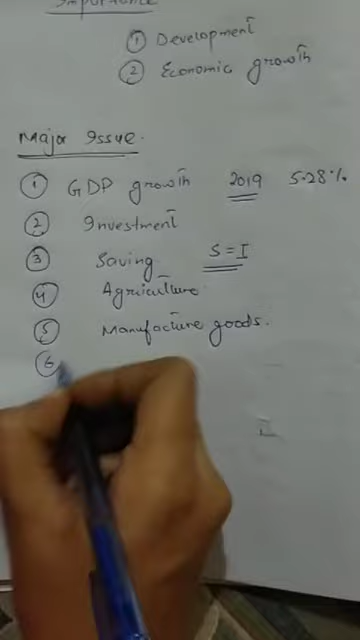 Importance
① Development
② Economic growth
Major Issue.
① GDP growth 2019 5.28%
② Investment
③ Saving S = I
④ Agriculture
⑤ Manufacture goods.
⑥